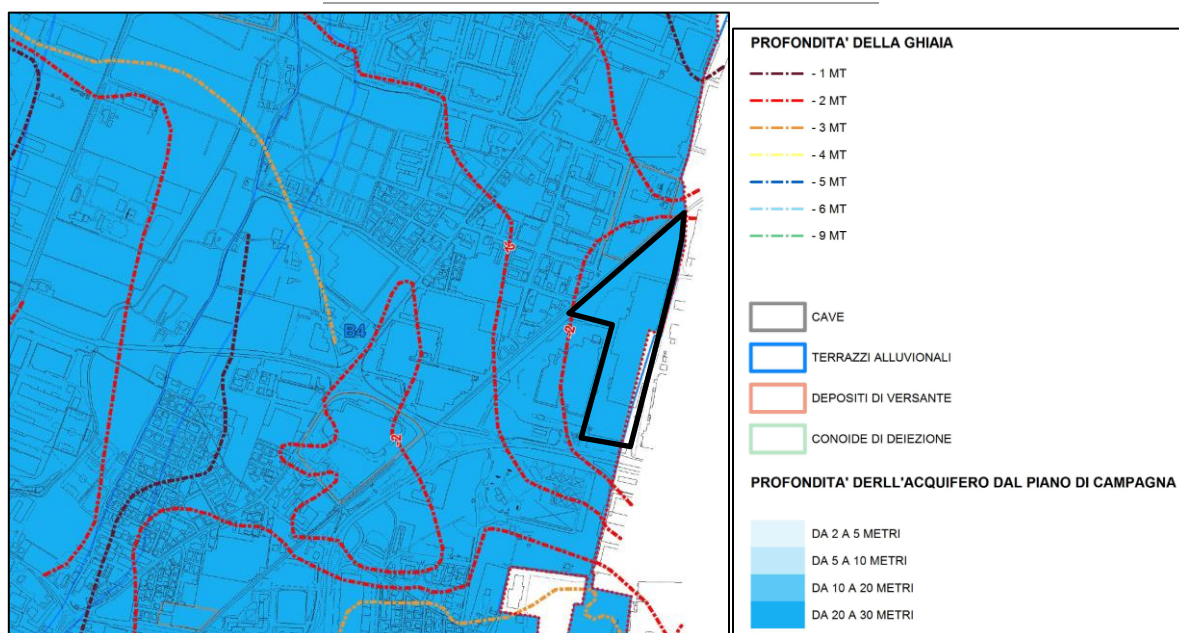 B4
-2
-2
-2
PROFONDITA' DELLA GHIAIA
- 1 MT
- 2 MT
- 3 MT
- 4 MT
- 5 MT
- 6 MT
- 9 MT
CAVE
TERRAZZI ALLUVIONALI
DEPOSITI DI VERSANTE
CONOIDE DI DEIEZIONE
PROFONDITA' DERLL'ACQUIFERO DAL PIANO DI CAMPAGNA
DA 2 A 5 METRI
DA 5 A 10 METRI
DA 10 A 20 METRI
DA 20 A 30 METRI